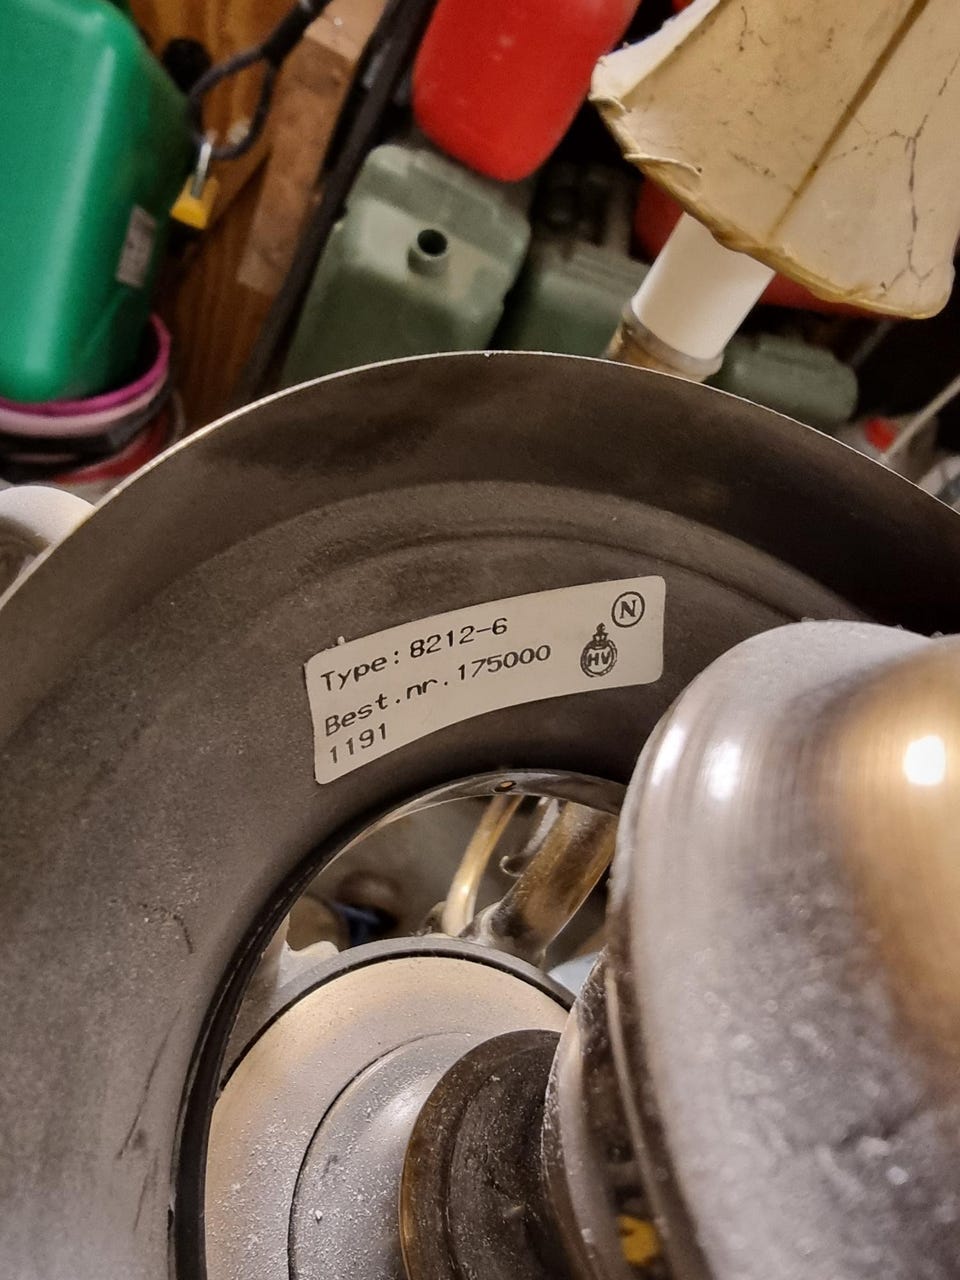 Type: 8212-6
Best.nr. 175000
1191
N
HV